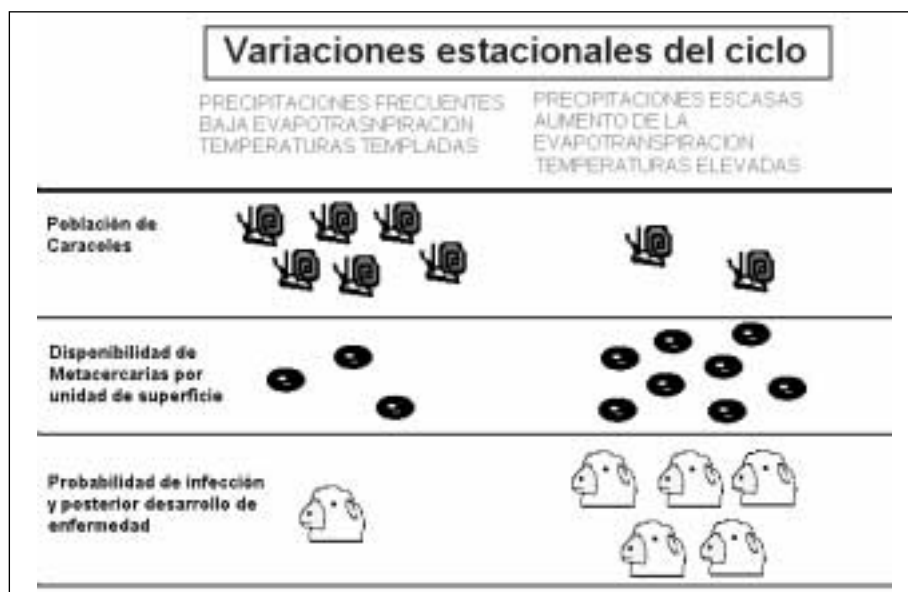 Variaciones estacionales del ciclo
PRECIPITACIONES FRECUENTES
BAJA EVAPOTRASNPIRACION
TEMPERATURAS TEMPLADAS
PRECIPITACIONES ESCASAS
AUMENTO DE LA
EVAPOTRANSPIRACION
TEMPERATURAS ELEVADAS
Población de
Caracoles
Disponibilidad de
Metacercarias por
unidad de superficie
Probabilidad de infección
y posterior desarrollo de
enfermedad